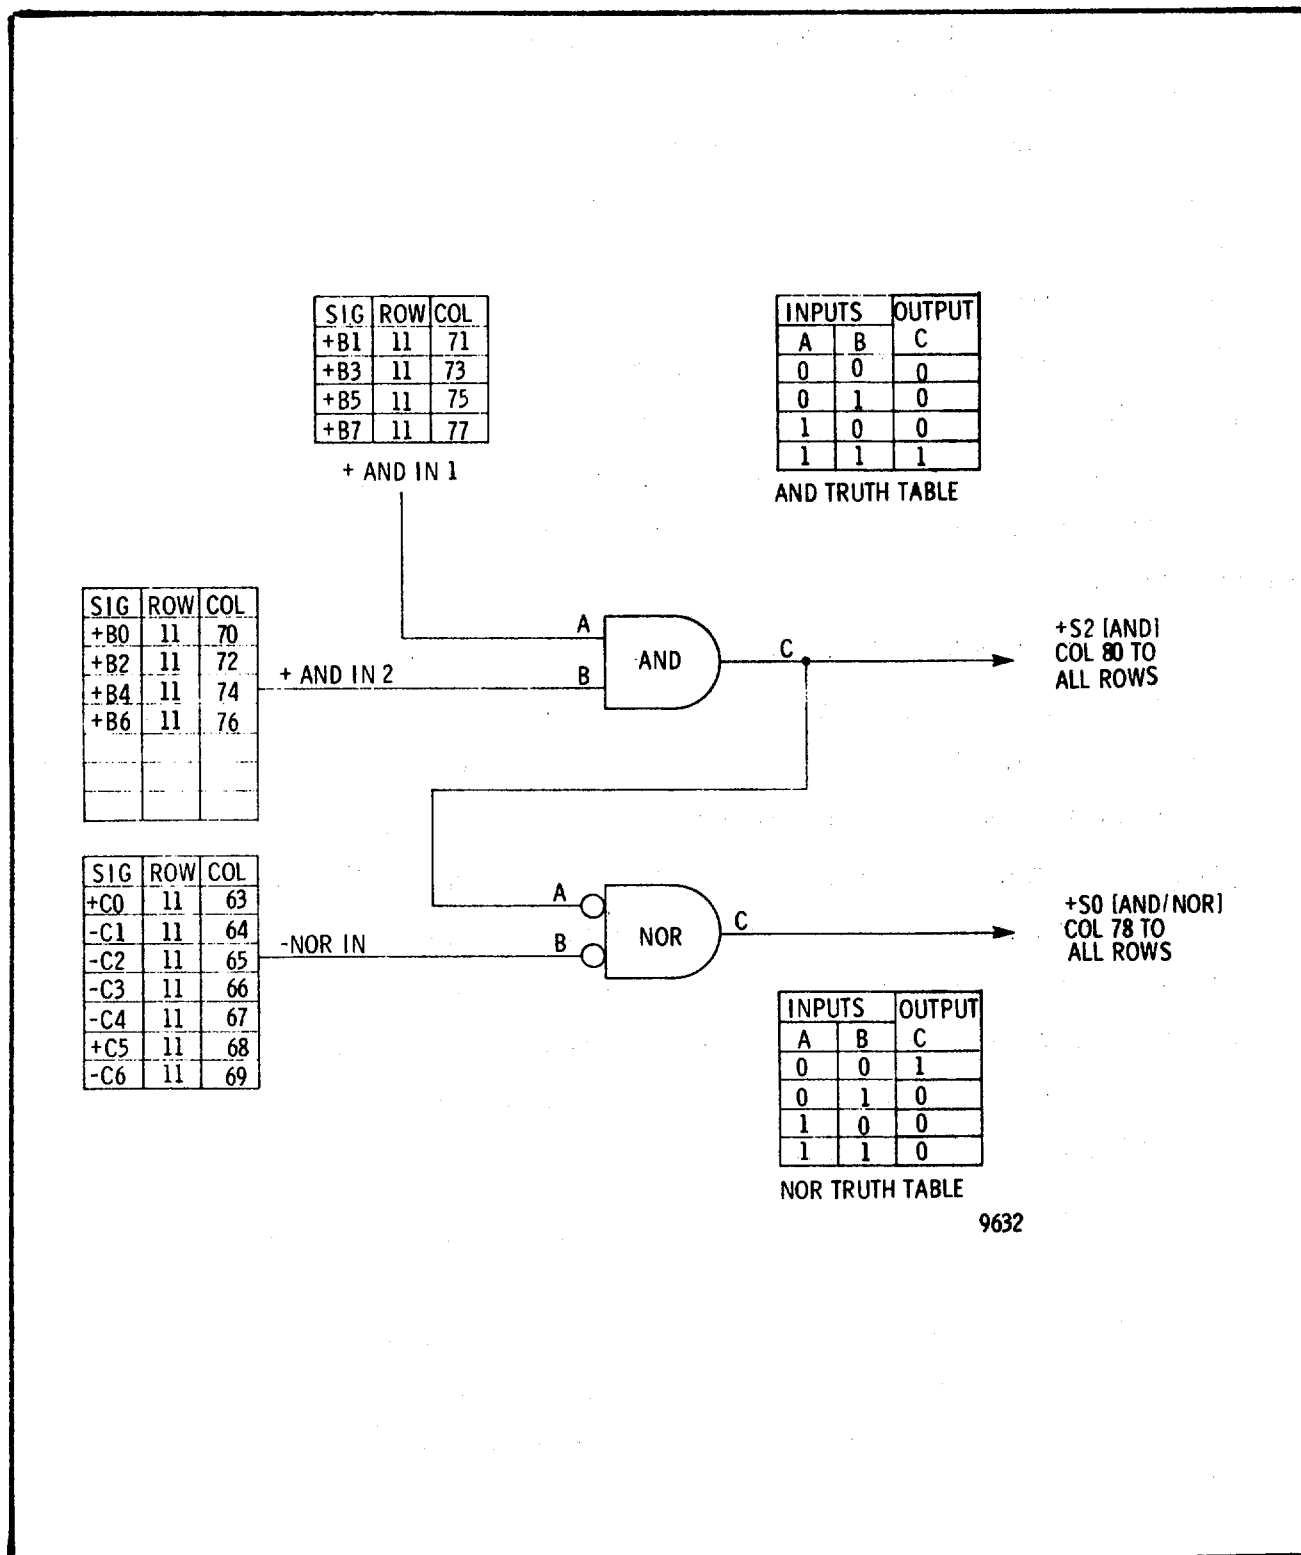 SIG ROW COL
+B1 11 71
+B3 11 73
+B5 11 75
+B7 11 77
+ AND IN 1
INPUTS OUTPUT
A B C
0 0 0
0 1 0
1 0 0
1 1 1
AND TRUTH TABLE
SIG ROW COL
+B0 11 70
+B2 11 72
+B4 11 74
+B6 11 76
+ AND IN 2
A
B
AND
C
+S2 [AND]
COL 80 TO
ALL ROWS
SIG ROW COL
+C0 11 63
-C1 11 64
-C2 11 65
-C3 11 66
-C4 11 67
+C5 11 68
-C6 11 69
-NOR IN
A
B
NOR
C
+S0 [AND/NOR]
COL 78 TO
ALL ROWS
INPUTS OUTPUT
A B C
0 0 1
0 1 0
1 0 0
1 1 0
NOR TRUTH TABLE
9632